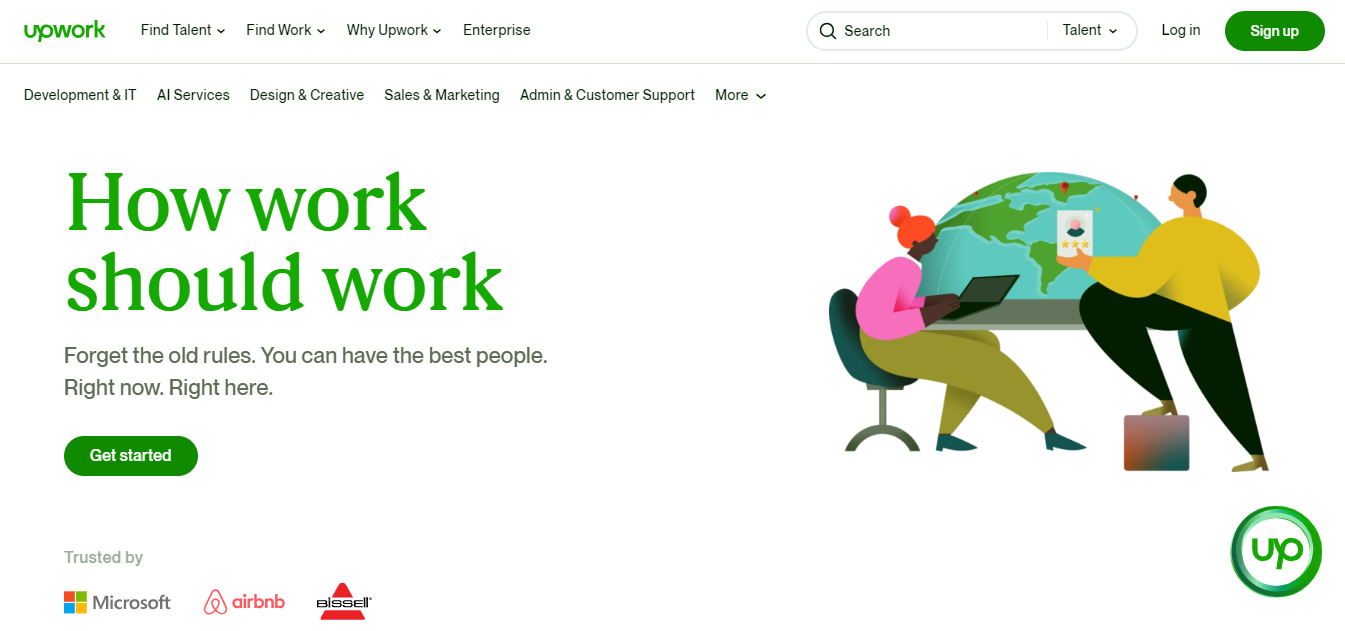 upwork
Find Talent
Find Work
Why Upwork
Enterprise
Search
Talent
Log in
Sign up
Development & IT
AI Services
Design & Creative
Sales & Marketing
Admin & Customer Support
More
How work
should work
Forget the old rules. You can have the best people.
Right now. Right here.
Get started
up
Trusted by
Microsoft
airbnb
BISSELL®